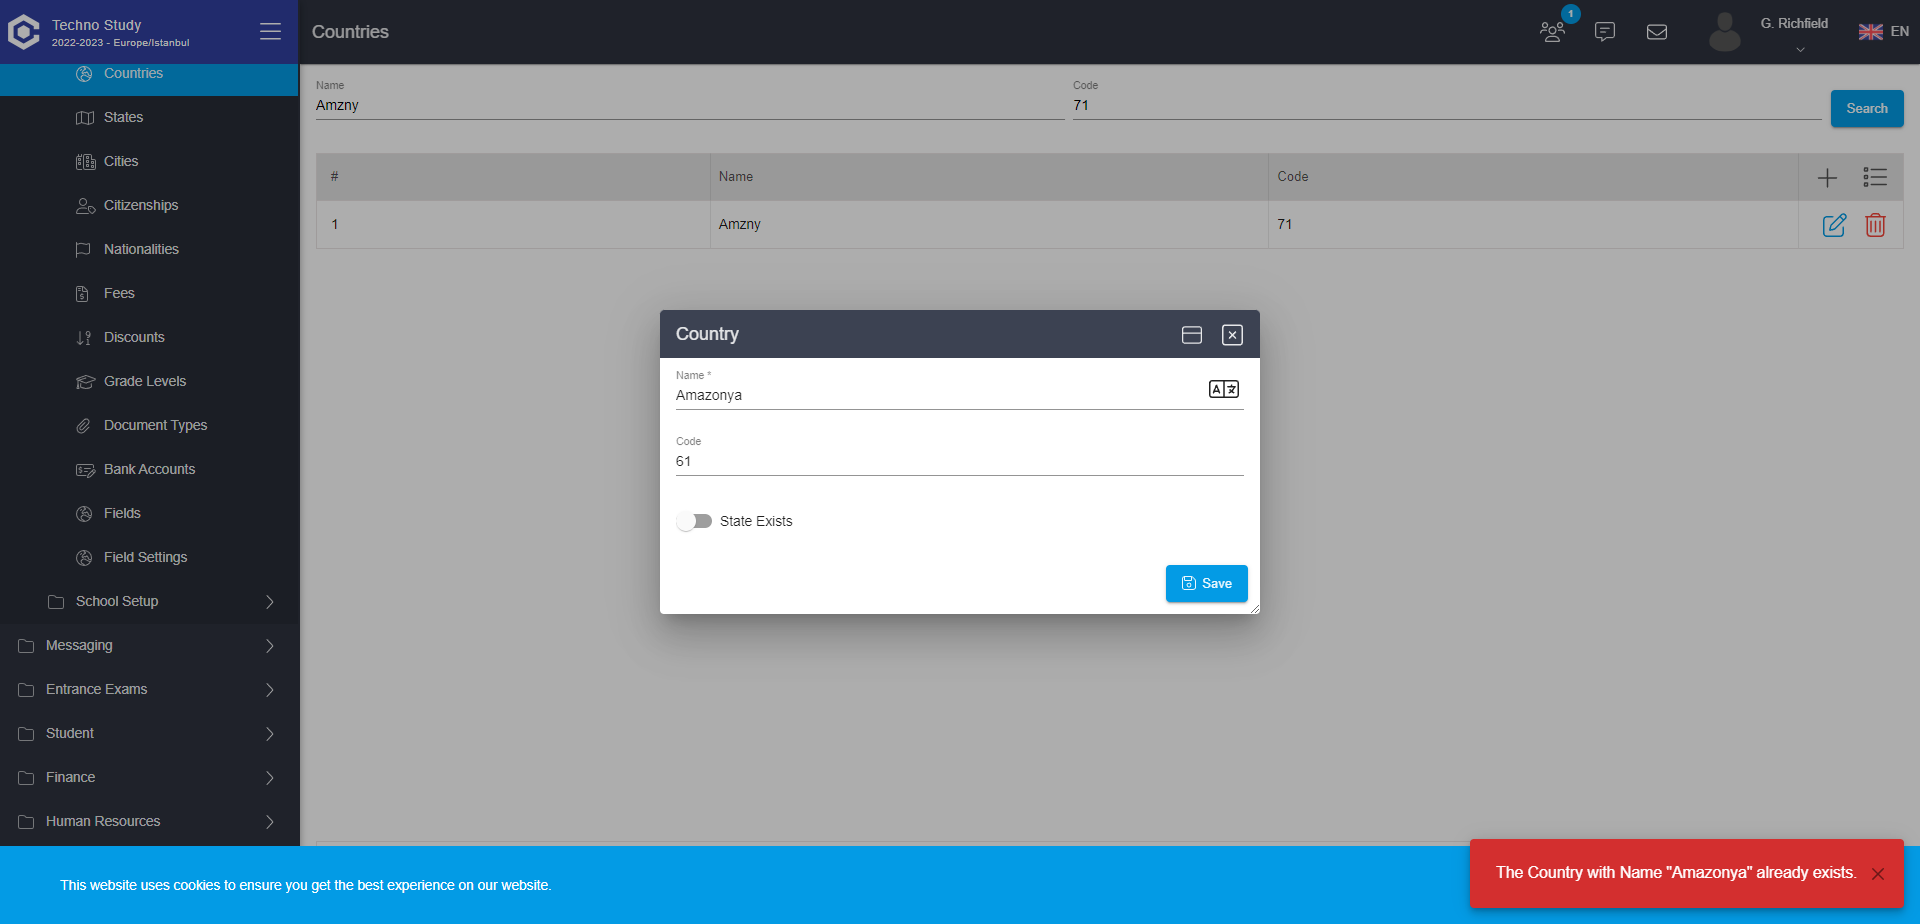 Techno Study
2022-2023 - Europe/Istanbul
Countries
1
G. Richfield
EN
Countries
States
Cities
Citizenships
Nationalities
Fees
Discounts
Grade Levels
Document Types
Bank Accounts
Fields
Field Settings
School Setup
Messaging
Entrance Exams
Student
Finance
Human Resources
Name
Amzny
Code
71
Search
# Name Code
1 Amzny 71
Country
Name *
Amazonya
Code
61
State Exists
Save
This website uses cookies to ensure you get the best experience on our website.
The Country with Name "Amazonya" already exists.